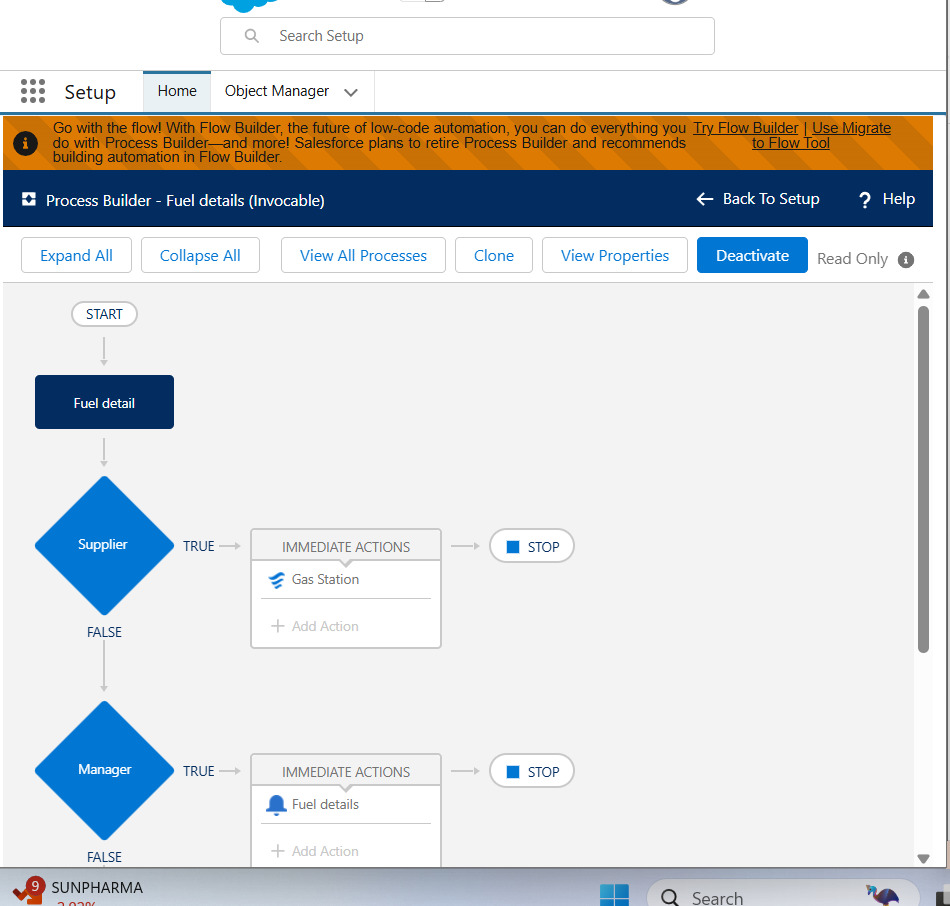 Search Setup
Setup
Home
Object Manager
Go with the flow! With Flow Builder, the future of low-code automation, you can do everything you
do with Process Builder—and more! Salesforce plans to retire Process Builder and recommends
building automation in Flow Builder.
Try Flow Builder | Use Migrate
to Flow Tool
Process Builder - Fuel details (Invocable)
Back To Setup
? Help
Expand All
Collapse All
View All Processes
Clone
View Properties
Deactivate
Read Only
START
Fuel detail
Supplier
TRUE
IMMEDIATE ACTIONS
STOP
Gas Station
+ Add Action
FALSE
Manager
TRUE
IMMEDIATE ACTIONS
STOP
Fuel details
+ Add Action
FALSE
9
SUNPHARMA
Search